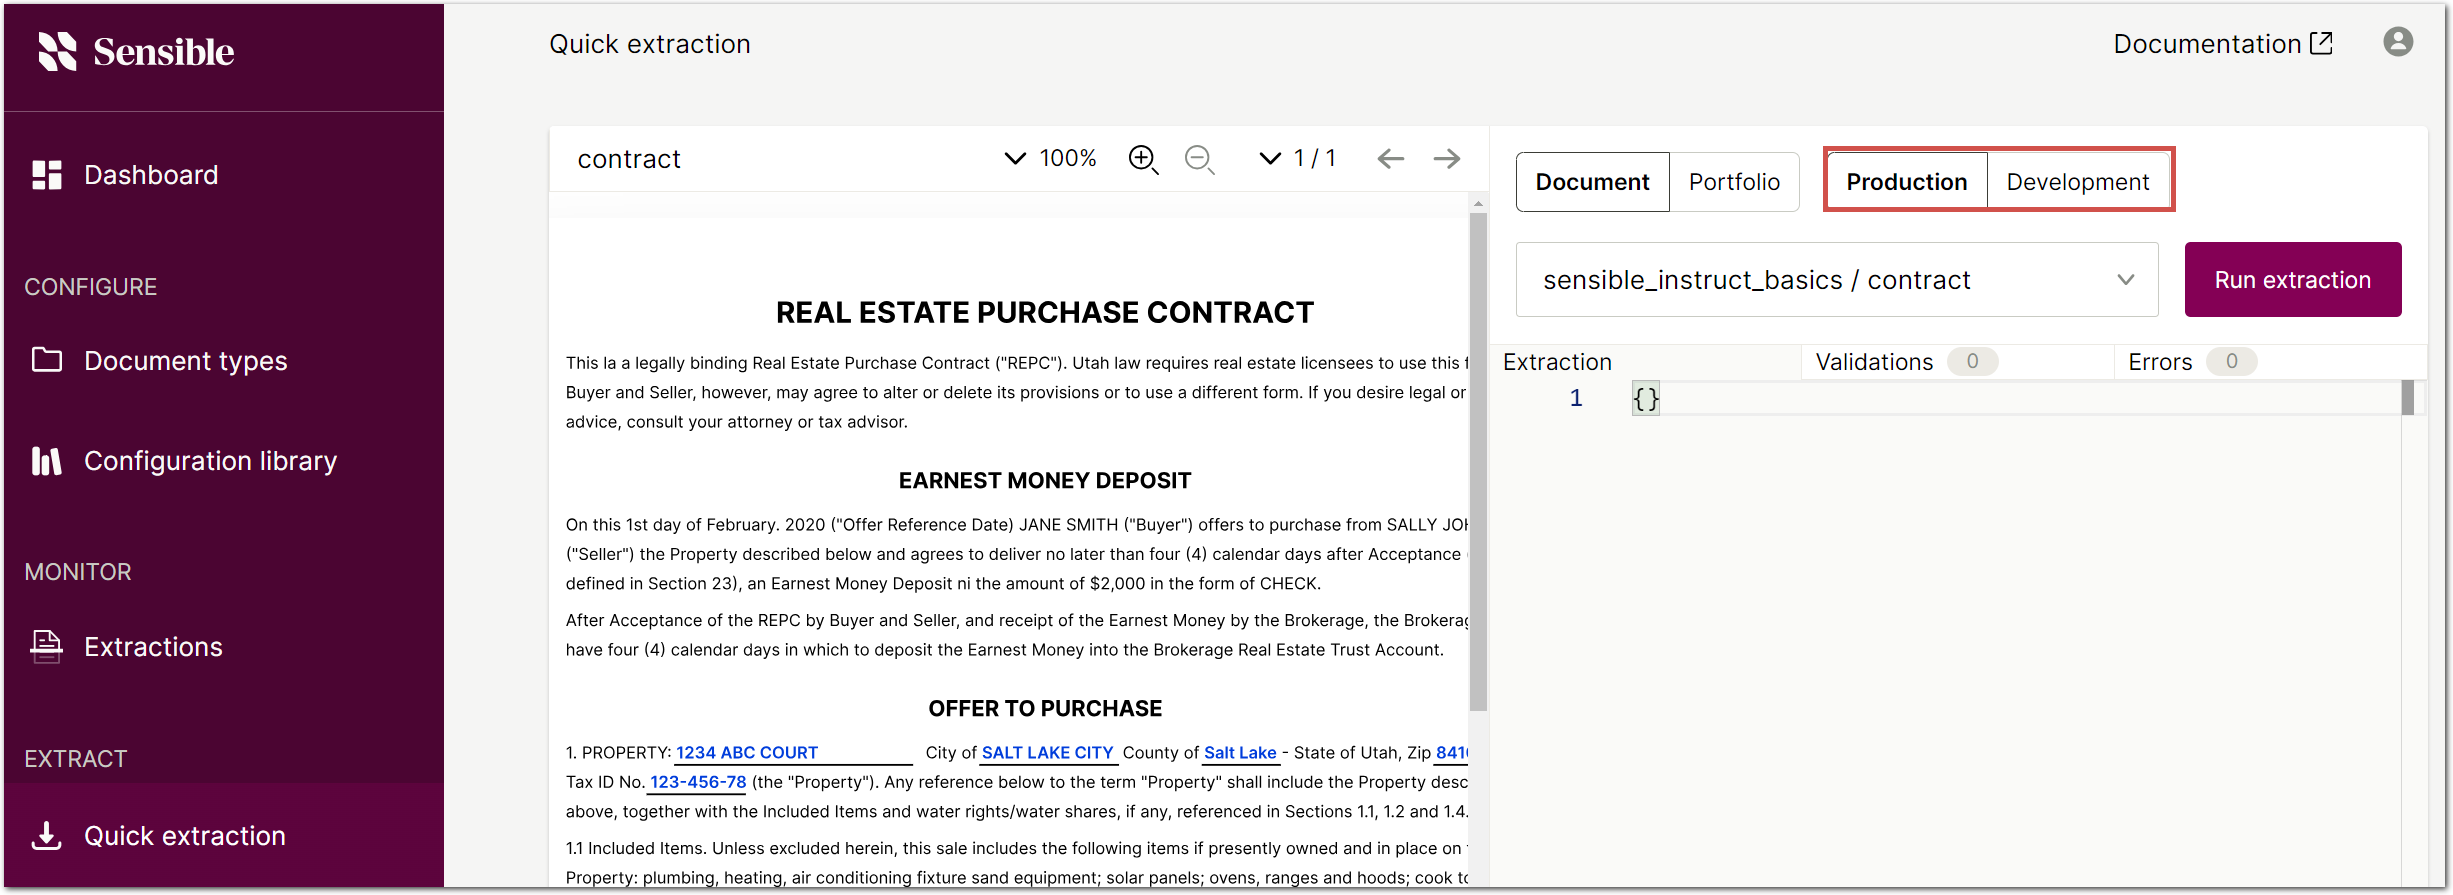 Sensible
Dashboard
CONFIGURE
Document types
Configuration library
MONITOR
Extractions
EXTRACT
Quick extraction
Quick extraction
Documentation
contract
100%
1 / 1
REAL ESTATE PURCHASE CONTRACT
This la a legally binding Real Estate Purchase Contract ("REPC"). Utah law requires real estate licensees to use this
Buyer and Seller, however, may agree to alter or delete its provisions or to use a different form. If you desire legal or
advice, consult your attorney or tax advisor.
EARNEST MONEY DEPOSIT
On this 1st day of February. 2020 ("Offer Reference Date) JANE SMITH ("Buyer") offers to purchase from SALLY
("Seller") the Property described below and agrees to deliver no later than four (4) calendar days after Acceptance
defined in Section 23), an Earnest Money Deposit ni the amount of $2,000 in the form of CHECK.
After Acceptance of the REPC by Buyer and Seller, and receipt of the Earnest Money by the Brokerage, the
have four (4) calendar days in which to deposit the Earnest Money into the Brokerage Real Estate Trust Account.
OFFER TO PURCHASE
1. PROPERTY: 1234 ABC COURT City of SALT LAKE CITY County of Salt Lake - State of Utah, Zip
Tax ID No. 123-456-78 (the "Property"). Any reference below to the term "Property" shall include the Property
above, together with the Included Items and water rights/water shares, if any, referenced in Sections 1.1, 1.2 and 1.4.
1.1 Included Items. Unless excluded herein, this sale includes the following items if presently owned and in place on
Property: plumbing, heating, air conditioning fixture sand equipment; solar panels; ovens, ranges and hoods; cook
Document Portfolio
Production Development
sensible_instruct_basics / contract
Run extraction
Extraction
Validations 0
Errors 0
1 {}